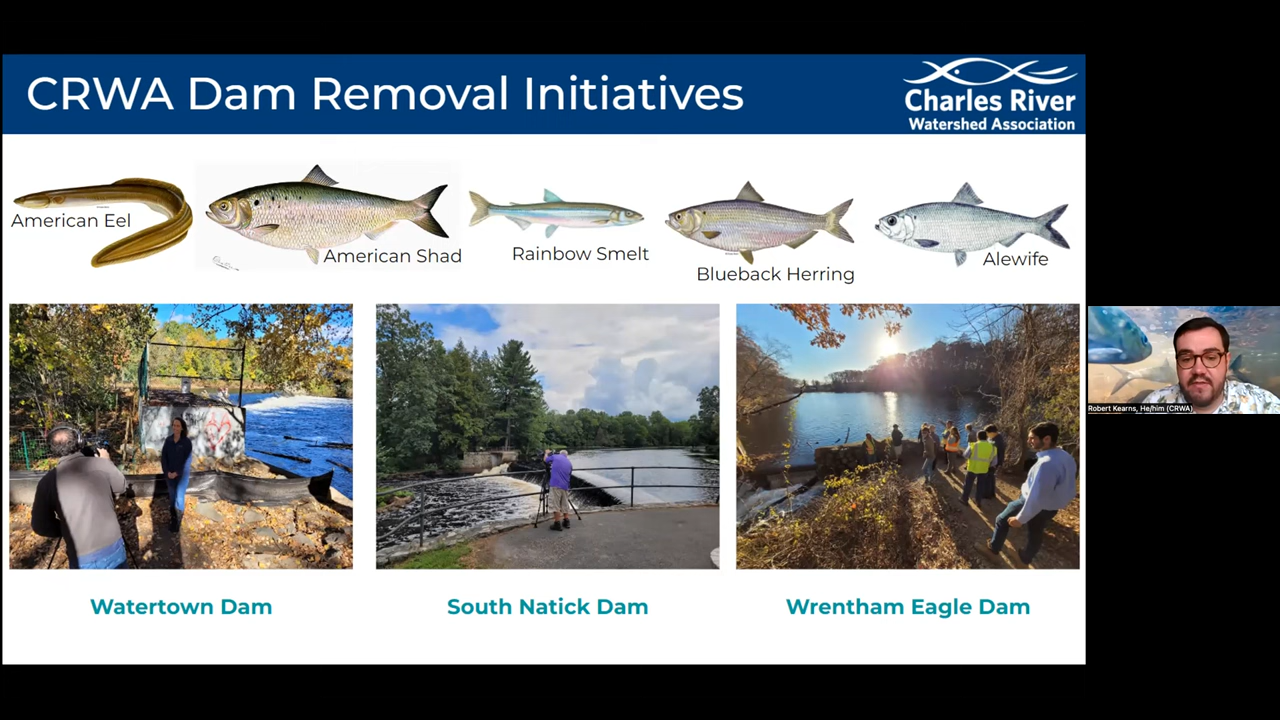 CRWA Dam Removal Initiatives
Charles River
Watershed Association
American Eel
American Shad
Rainbow Smelt
Blueback Herring
Alewife
Watertown Dam
South Natick Dam
Wrentham Eagle Dam
Robert Kearns, He/him (CRWA)